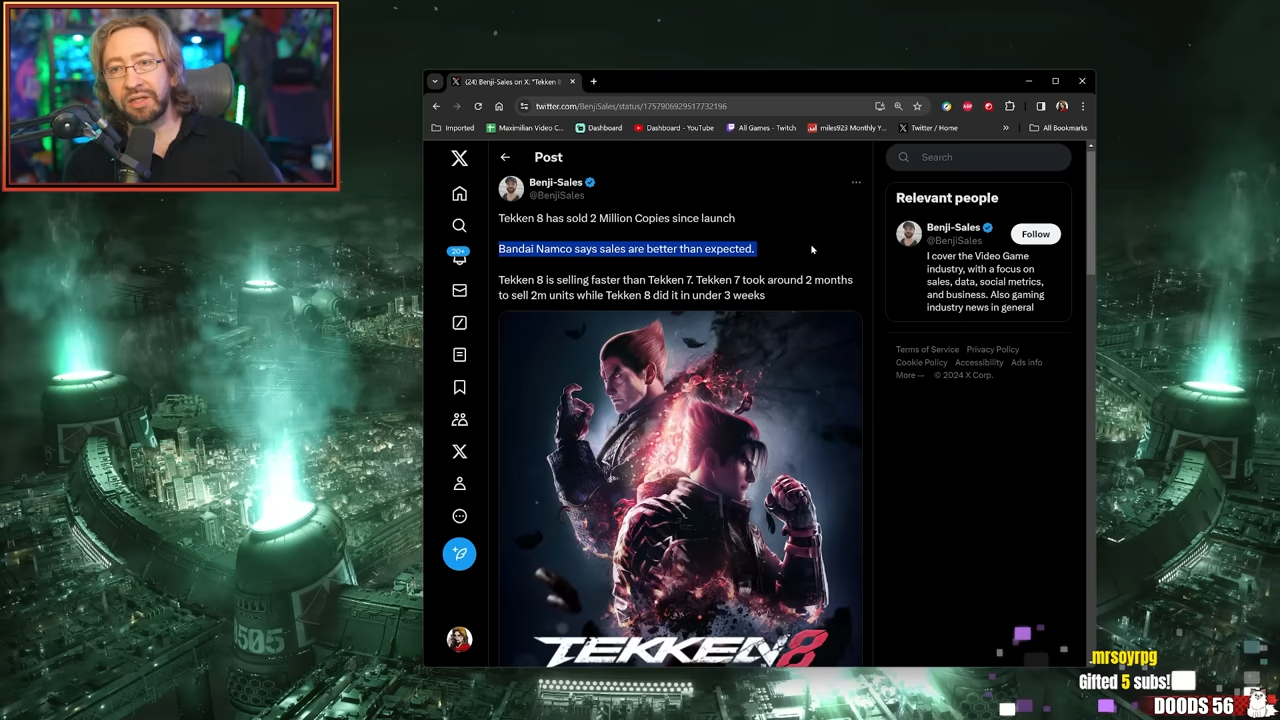 (24) Benji-Sales on X: "Tekken 8
twitter.com/BenjiSales/status/1757906929517732196
Imported
Maximilian Video C...
Dashboard
Dashboard - YouTube
All Games - Twitch
miles923 Monthly Y...
Twitter / Home
All Bookmarks
Post
Search
Benji-Sales
@BenjiSales
Tekken 8 has sold 2 Million Copies since launch
Bandai Namco says sales are better than expected.
Tekken 8 is selling faster than Tekken 7. Tekken 7 took around 2 months
to sell 2m units while Tekken 8 did it in under 3 weeks
TEKKEN 8
20+
Relevant people
Benji-Sales
@BenjiSales
Follow
I cover the Video Game
industry, with a focus on
sales, data, social metrics,
and business. Also gaming
industry news in general
Terms of Service Privacy Policy
Cookie Policy Accessibility Ads info
More ··· © 2024 X Corp.
1505
_mrsoyrpg
Gifted 5 subs!
DOODS 56